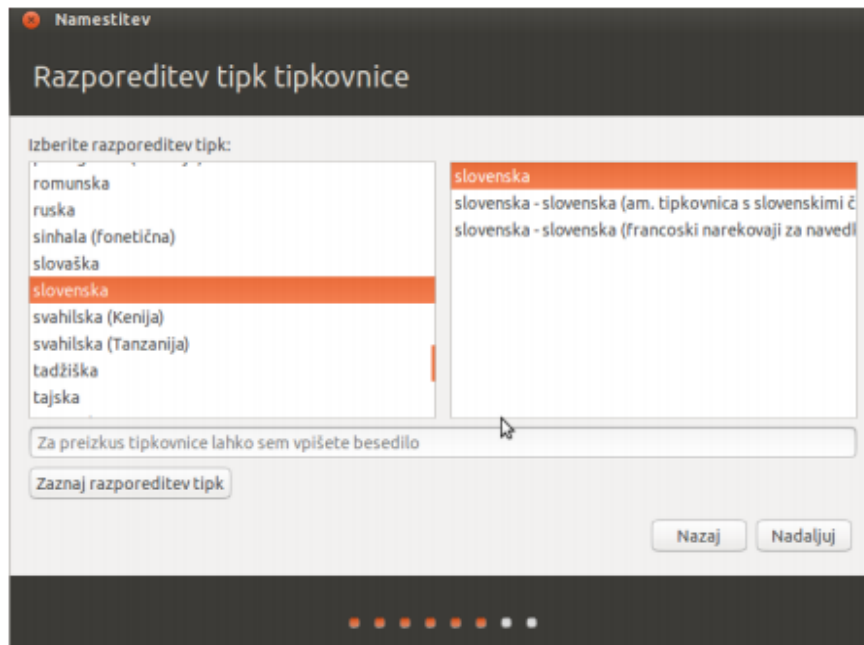 Namestitev
Razporeditev tipk tipkovnice
Izberite razporeditev tipk:
romunska
ruska
sinhala (fonetična)
slovaška
slovenska
svahilska (Kenija)
svahilska (Tanzanija)
tadžiška
tajska
slovenska
slovenska - slovenska (am. tipkovnica s slovenskimi č
slovenska - slovenska (francoski narekovaji za
Za preizkus tipkovnice lahko sem vpišete besedilo
Zaznaj razporeditev tipk
Nazaj
Nadaljuj